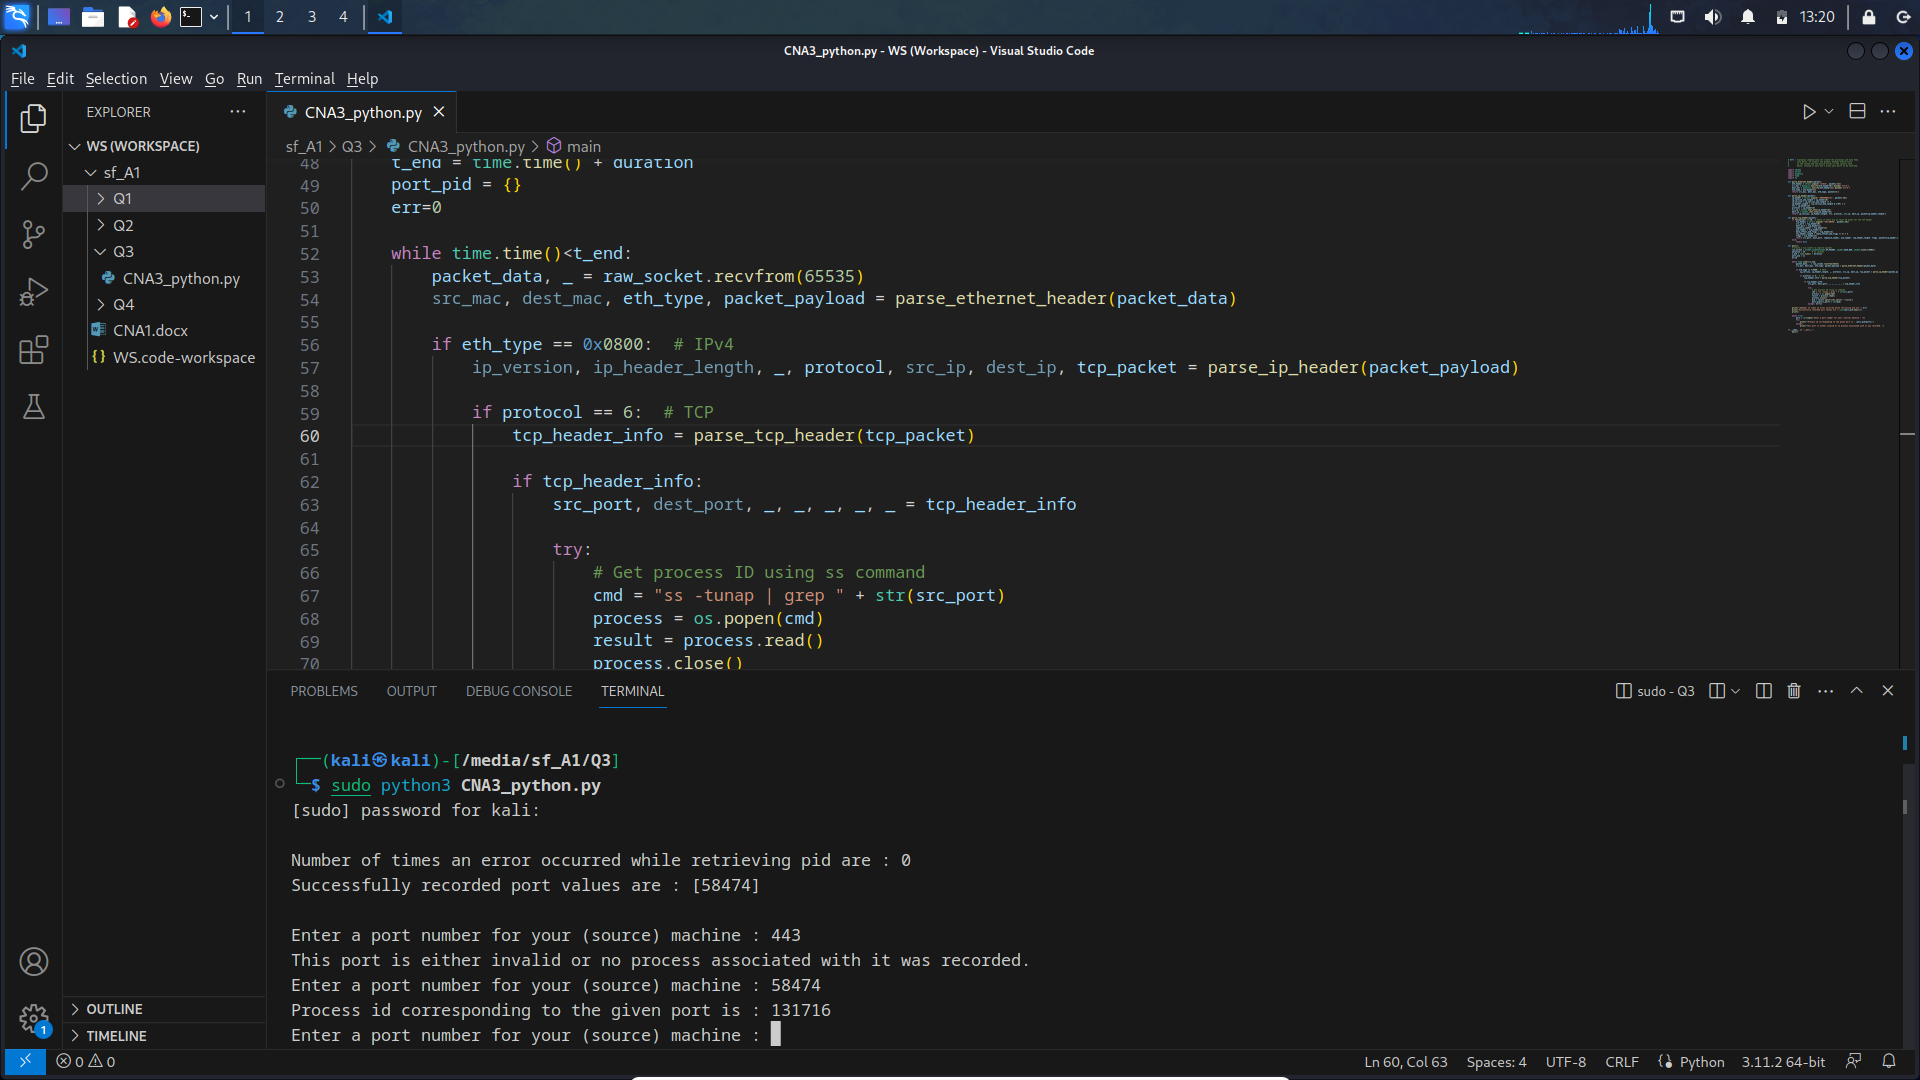 1 2 3 4 13:20
CNA3_python.py - WS (Workspace) - Visual Studio Code
File Edit Selection View Go Run Terminal Help
EXPLORER
WS (WORKSPACE)
sf_A1
Q1
Q2
Q3
CNA3_python.py
Q4
CNA1.docx
WS.code-workspace
OUTLINE
TIMELINE
1
CNA3_python.py
sf_A1 > Q3 > CNA3_python.py > main
48 t_end = time.time() + duration
49 port_pid = {}
50 err=0
51
52 while time.time()<t_end:
53 packet_data, _ = raw_socket.recvfrom(65535)
54 src_mac, dest_mac, eth_type, packet_payload = parse_ethernet_header(packet_data)
55
56 if eth_type == 0x0800:  # IPv4
57 ip_version, ip_header_length, _, protocol, src_ip, dest_ip, tcp_packet = parse_ip_header(packet_payload)
58
59 if protocol == 6:  # TCP
60 tcp_header_info = parse_tcp_header(tcp_packet)
61
62 if tcp_header_info:
63 src_port, dest_port, _, _, _, _, _ = tcp_header_info
64
65 try:
66 # Get process ID using ss command
67 cmd = "ss -tunap | grep " + str(src_port)
68 process = os.popen(cmd)
69 result = process.read()
70 process.close()
PROBLEMS OUTPUT DEBUG CONSOLE TERMINAL sudo - Q3
(kali㉿kali)-[/media/sf_A1/Q3]
$ sudo python3 CNA3_python.py
[sudo] password for kali:
Number of times an error occurred while retrieving pid are : 0
Successfully recorded port values are : [58474]
Enter a port number for your (source) machine : 443
This port is either invalid or no process associated with it was recorded.
Enter a port number for your (source) machine : 58474
Process id corresponding to the given port is : 131716
Enter a port number for your (source) machine :
0 0 Ln 60, Col 63 Spaces: 4 UTF-8 CRLF Python 3.11.2 64-bit